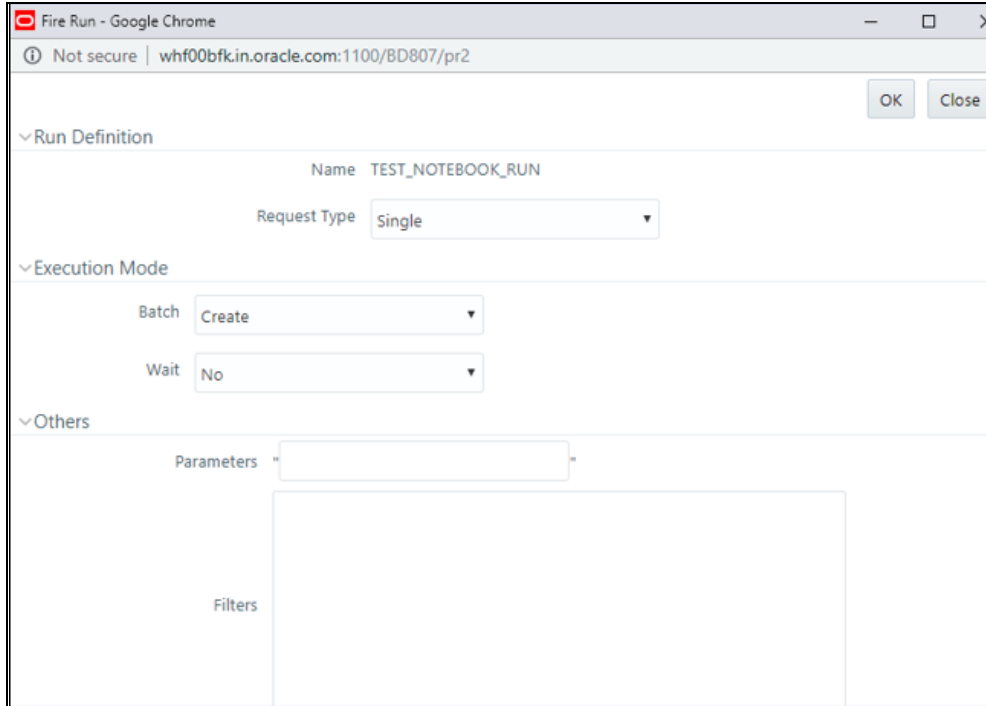 Fire Run - Google Chrome
Not secure | whf00bfk.in.oracle.com:1100/BD807/pr2
OK Close
Run Definition
Name TEST_NOTEBOOK_RUN
Request Type Single
Execution Mode
Batch Create
Wait No
Others
Parameters " "
Filters